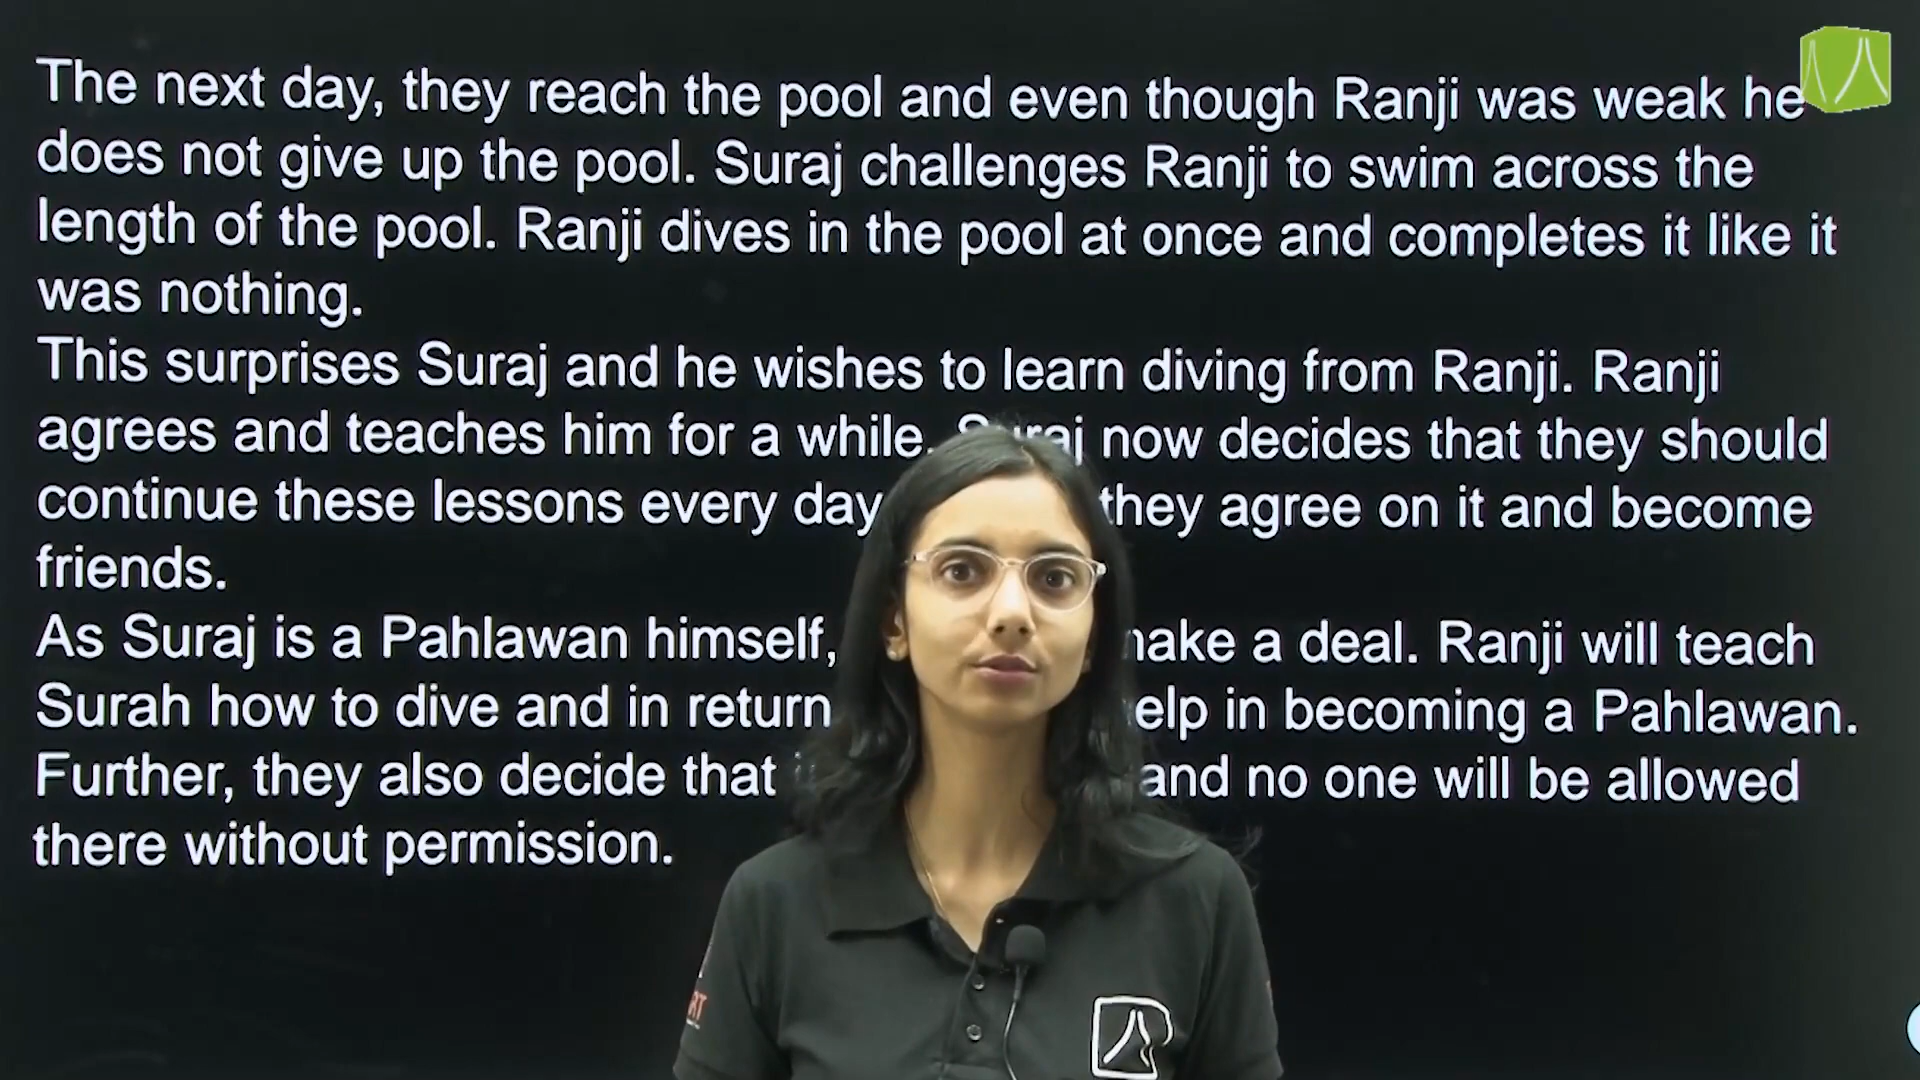 The next day, they reach the pool and even though Ranji was weak he
does not give up the pool. Suraj challenges Ranji to swim across the
length of the pool. Ranji dives in the pool at once and completes it like it
was nothing.
This surprises Suraj and he wishes to learn diving from Ranji. Ranji
agrees and teaches him for a while. Suraj now decides that they should
continue these lessons every day they agree on it and become
friends.
As Suraj is a Pahlawan himself, make a deal. Ranji will teach
Surah how to dive and in return help in becoming a Pahlawan.
Further, they also decide that and no one will be allowed
there without permission.